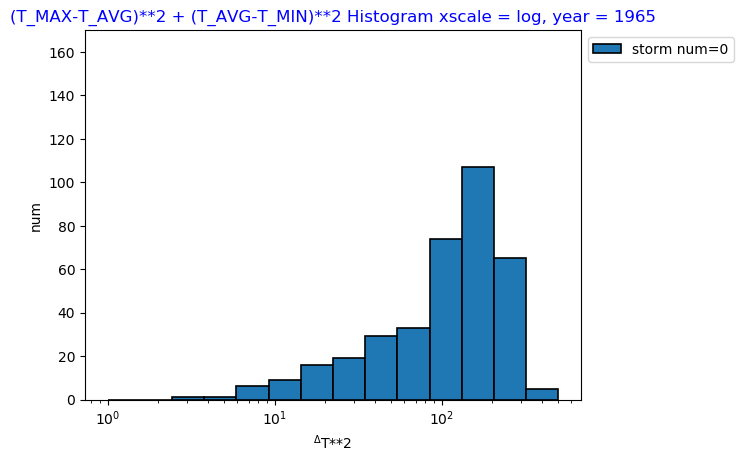 (T_MAX-T_AVG)**2 + (T_AVG-T_MIN)**2 Histogram xscale = log, year = 1965
storm num=0
160
140
120
100
80
60
40
20
0
num
10⁰ 10¹ 10²
ᐃT**2